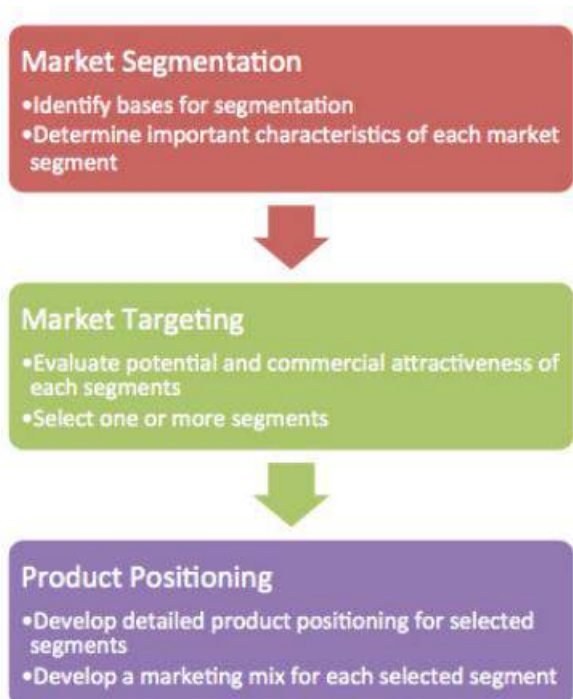 Market Segmentation
•Identify bases for segmentation
•Determine important characteristics of each market
segment
Market Targeting
•Evaluate potential and commercial attractiveness of
each segments
•Select one or more segments
Product Positioning
•Develop detailed product positioning for selected
segments
•Develop a marketing mix for each selected segment